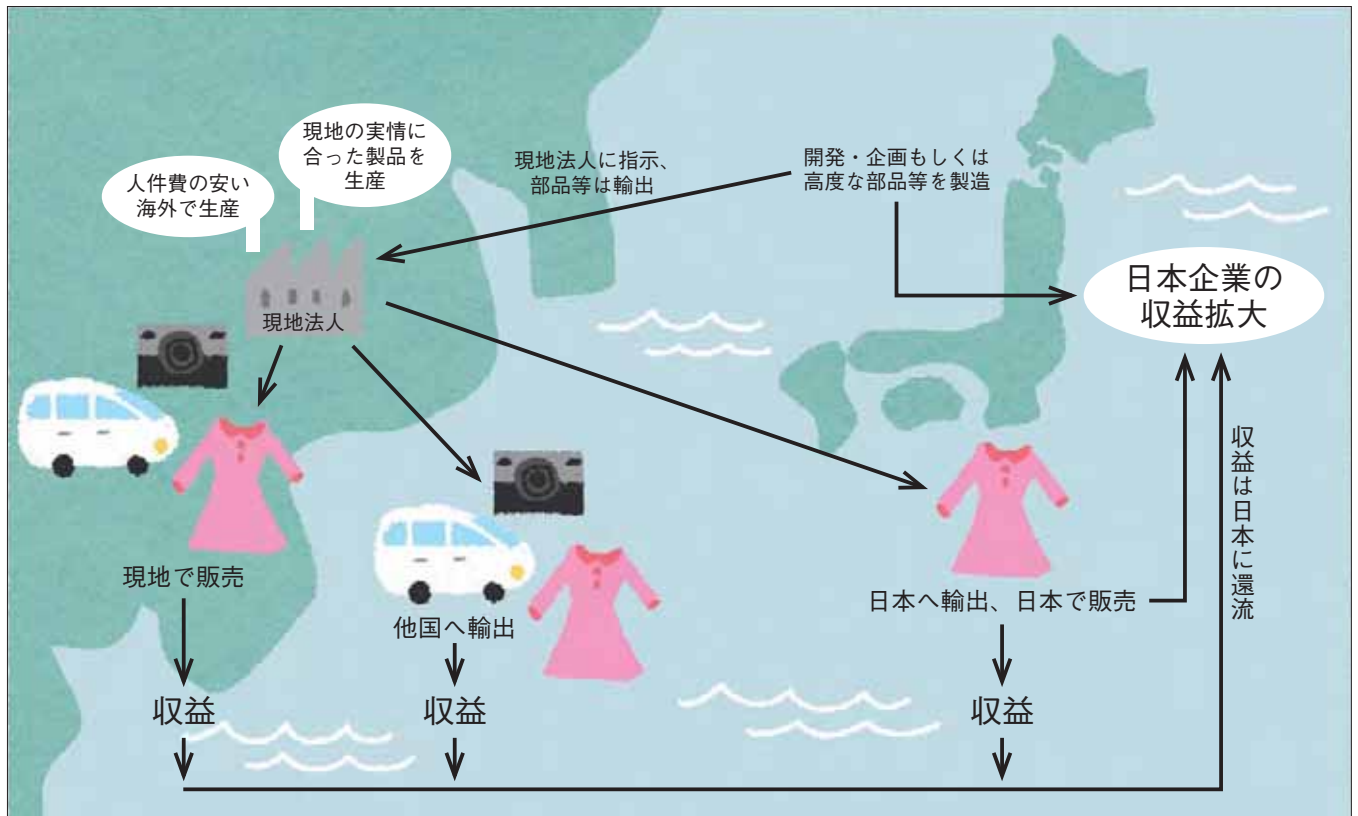 現地の実情に
合った製品を
生産
人件費の安い
海外で生産
現地法人に指示、
部品等は輸出
開発・企画もしくは
高度な部品等を製造
日本企業の
収益拡大
現地法人
収益は日本に還流
現地で販売
他国へ輸出
日本へ輸出、日本で販売
収益
収益
収益